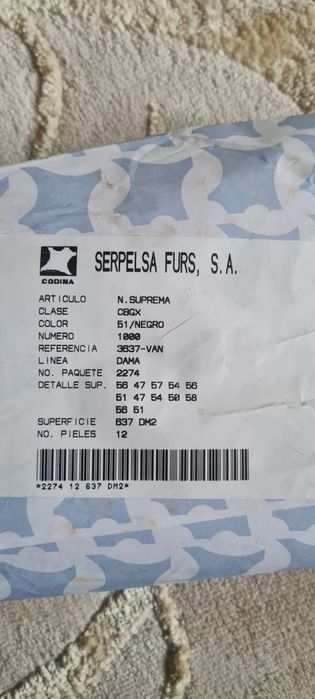 CODINA
SERPELSA FURS, S.A.
ARTICULO N.SUPREMA
CLASE CBGX
COLOR 51/NEGRO
NUMERO 1000
REFERENCIA 3637-VAN
LINEA DAMA
NO. PAQUETE 2274
DETALLE SUP. 56 47 57 54 56
51 47 54 50 58
56 51
SUPERFICIE 637 DM2
NO. PIELES 12
*2274 12 637 DM2*